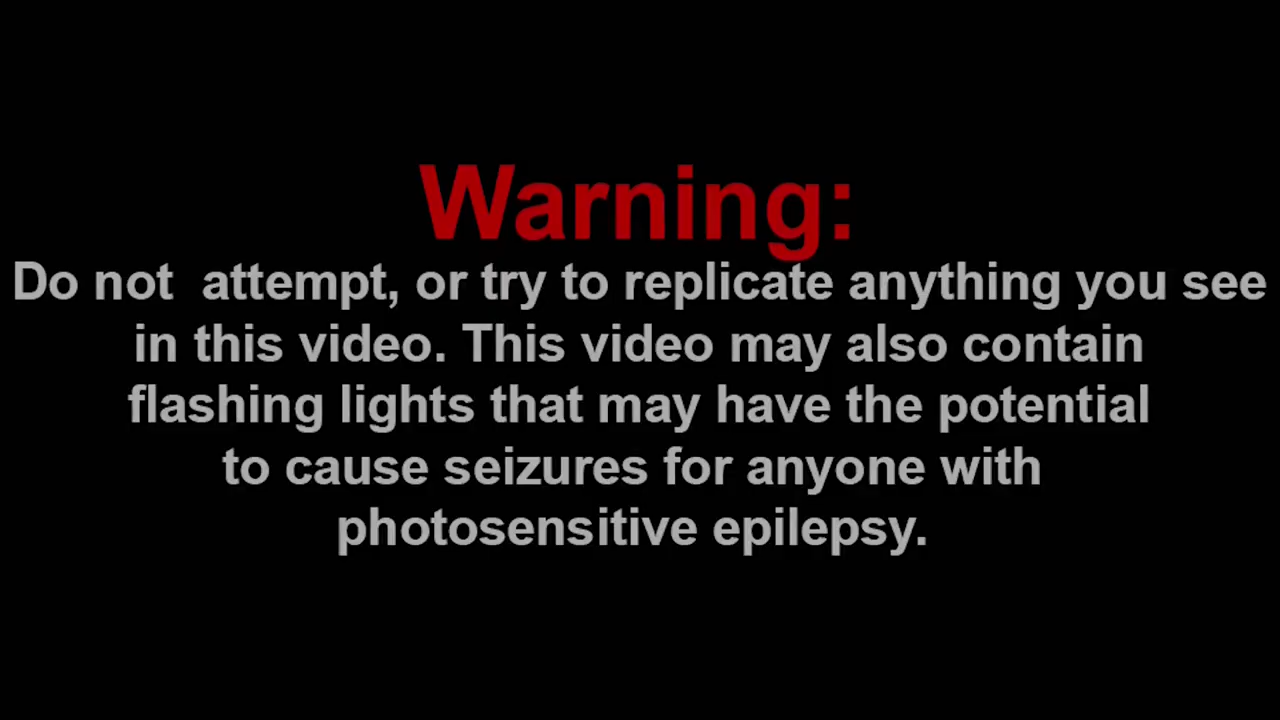 Warning:
Do not  attempt, or try to replicate anything you see
in this video. This video may also contain
flashing lights that may have the potential
to cause seizures for anyone with
photosensitive epilepsy.